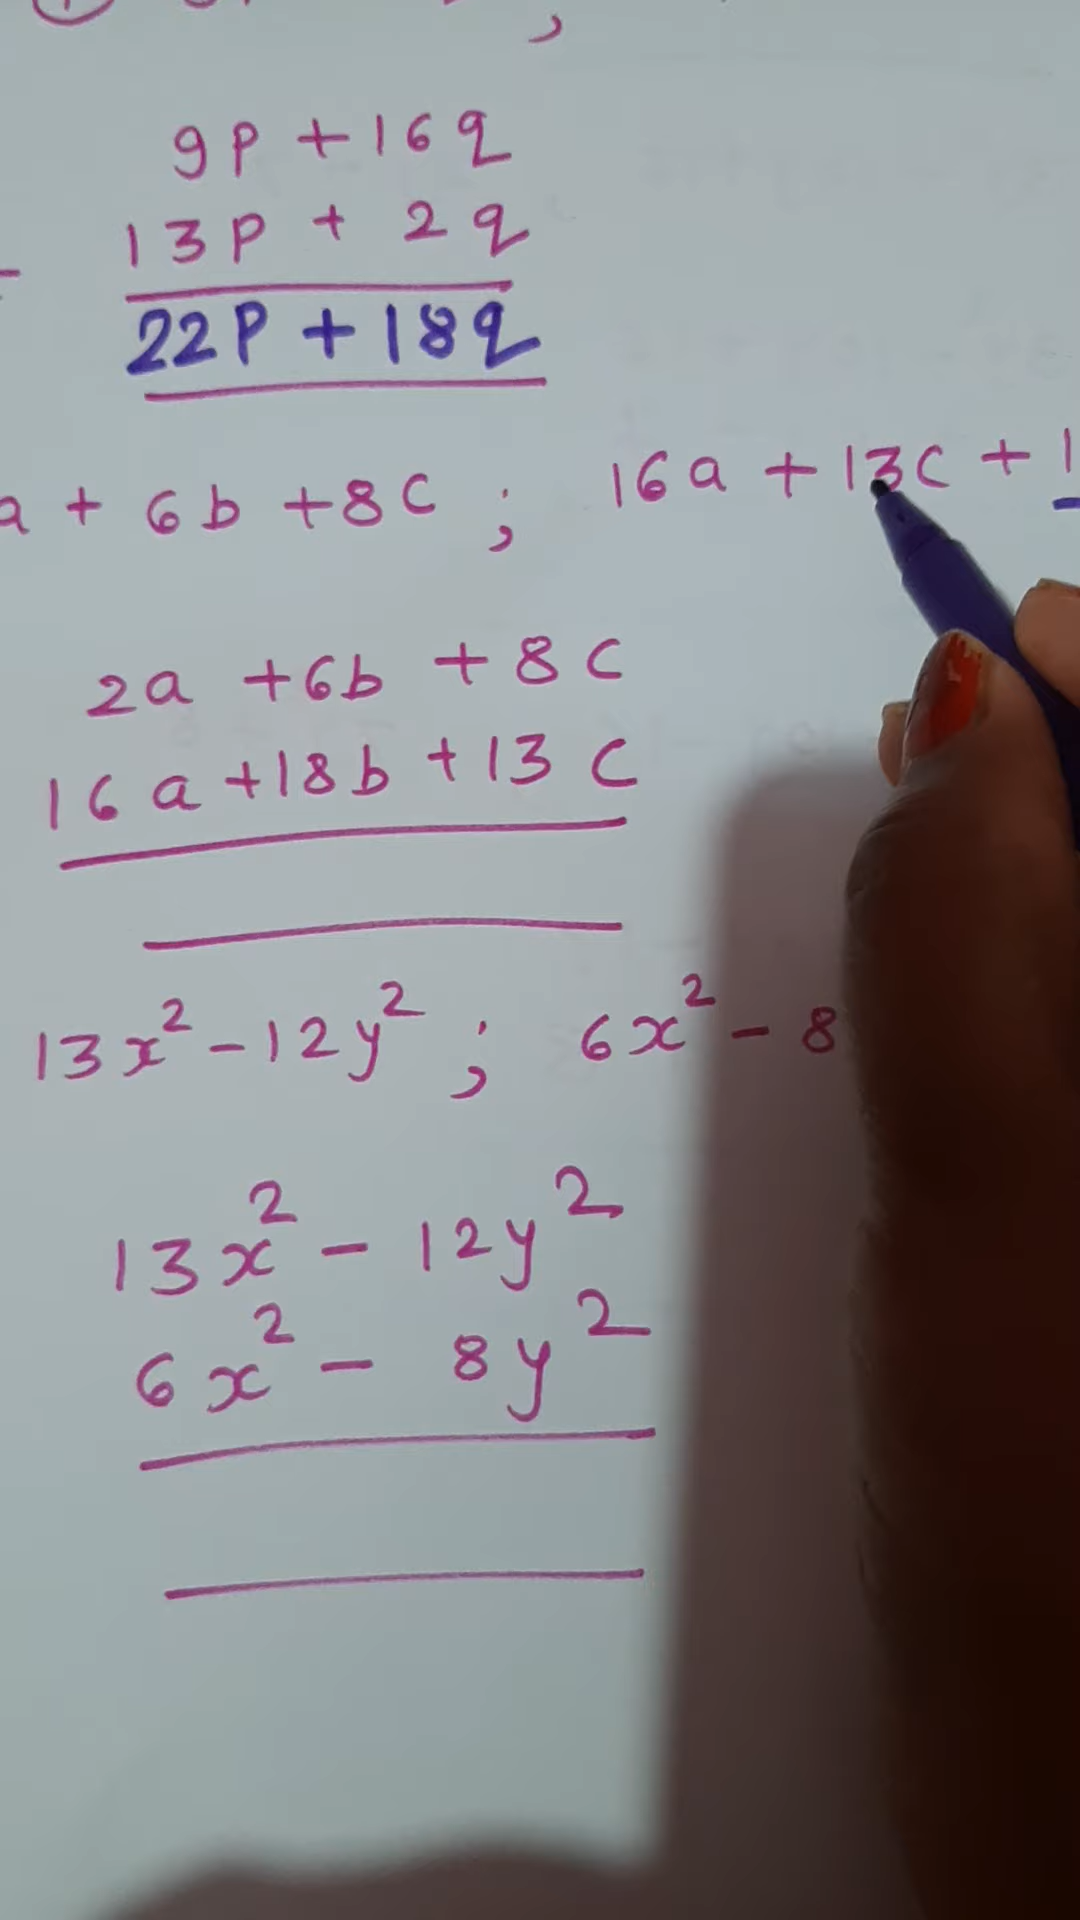 9p + 16q
13p + 2q
22p + 18q
a + 6b + 8c ; 16a + 13c + 1
2a + 6b + 8c
16a + 18b + 13c
13x² - 12y² ; 6x² - 8
13x² - 12y²
6x² - 8y²